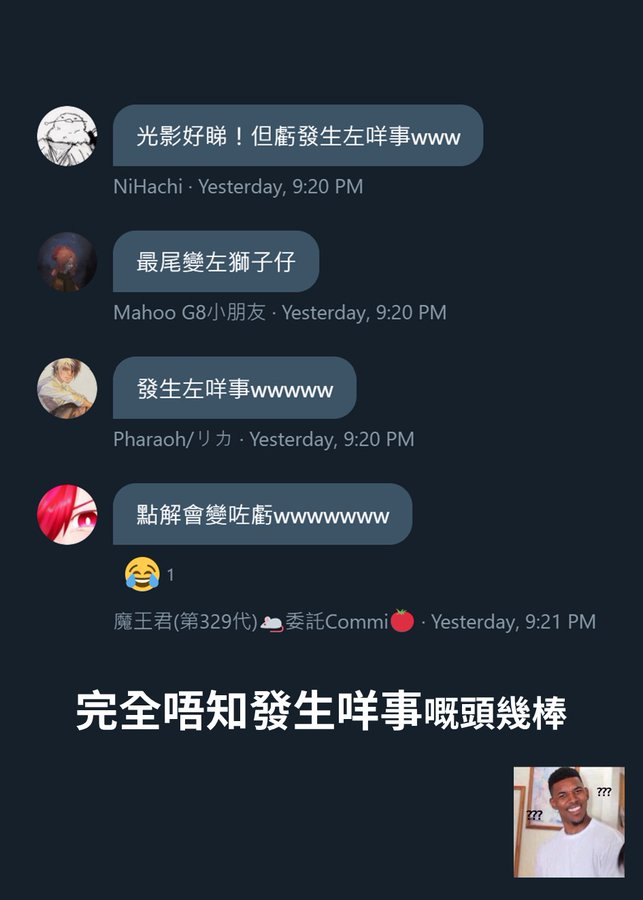 光影好睇！但虧發生左咩事www
NiHachi · Yesterday, 9:20 PM
最尾變左獅子仔
Mahoo G8小朋友 · Yesterday, 9:20 PM
發生左咩事wwwww
Pharaoh/リカ · Yesterday, 9:20 PM
點解會變咗虧wwwwwww
😂 1
魔王君(第329代)🐁委託Commi🍅 · Yesterday, 9:21 PM
完全唔知發生咩事嘅頭幾棒
???
???